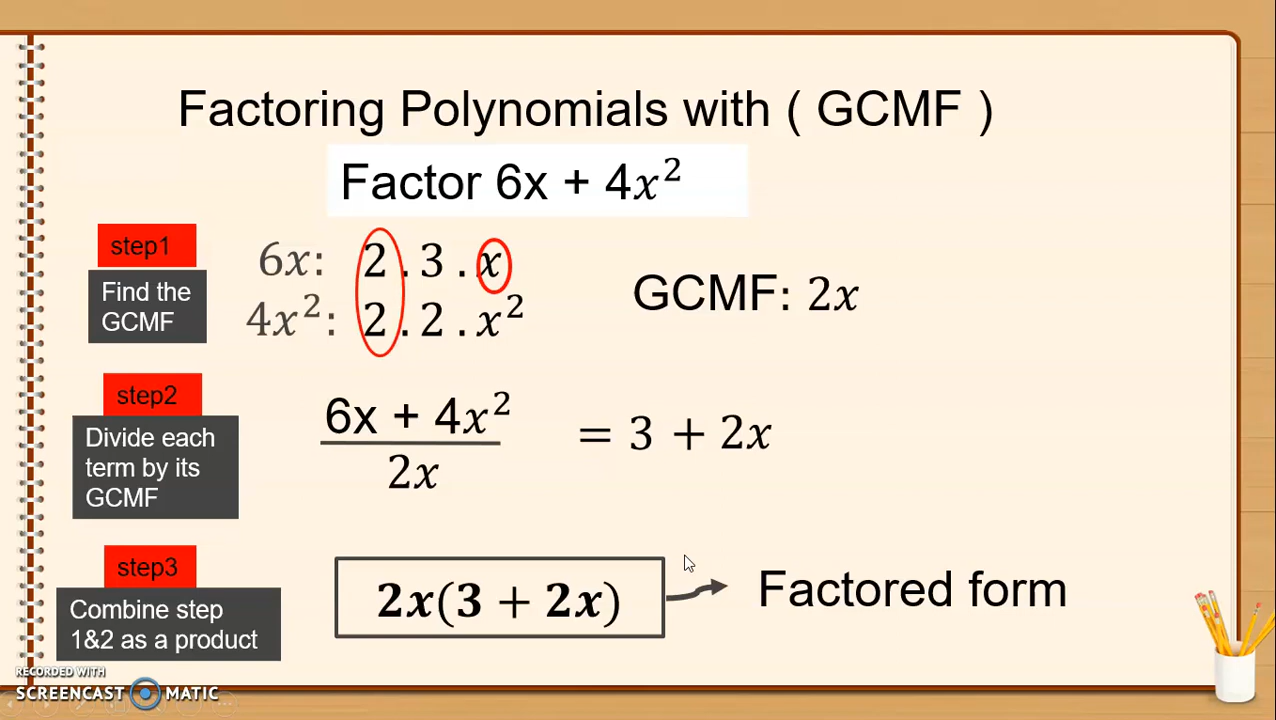 Factoring Polynomials with ( GCMF )
Factor 6x + 4x²
step1
Find the
GCMF
6x: 2 . 3 . x
4x²: 2 . 2 . x²
GCMF: 2x
step2
Divide each
term by its
GCMF
6x + 4x²
2x
= 3 + 2x
step3
Combine step
1&2 as a product
2x(3 + 2x)
Factored form
RECORDED WITH
SCREENCAST MATIC